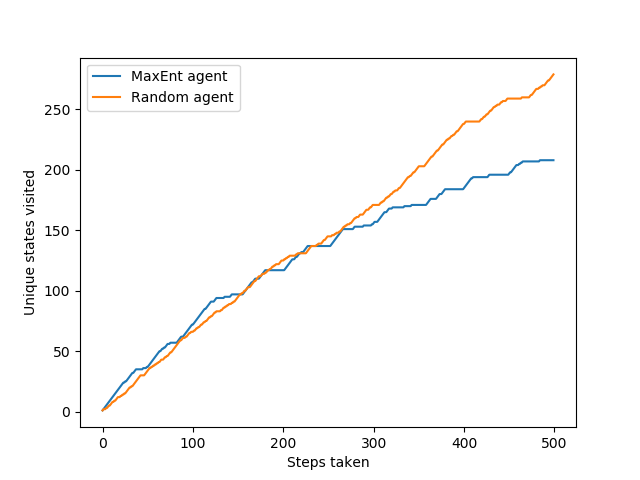 MaxEnt agent
Random agent
250
200
150
100
50
0
Unique states visited
0 100 200 300 400 500
Steps taken